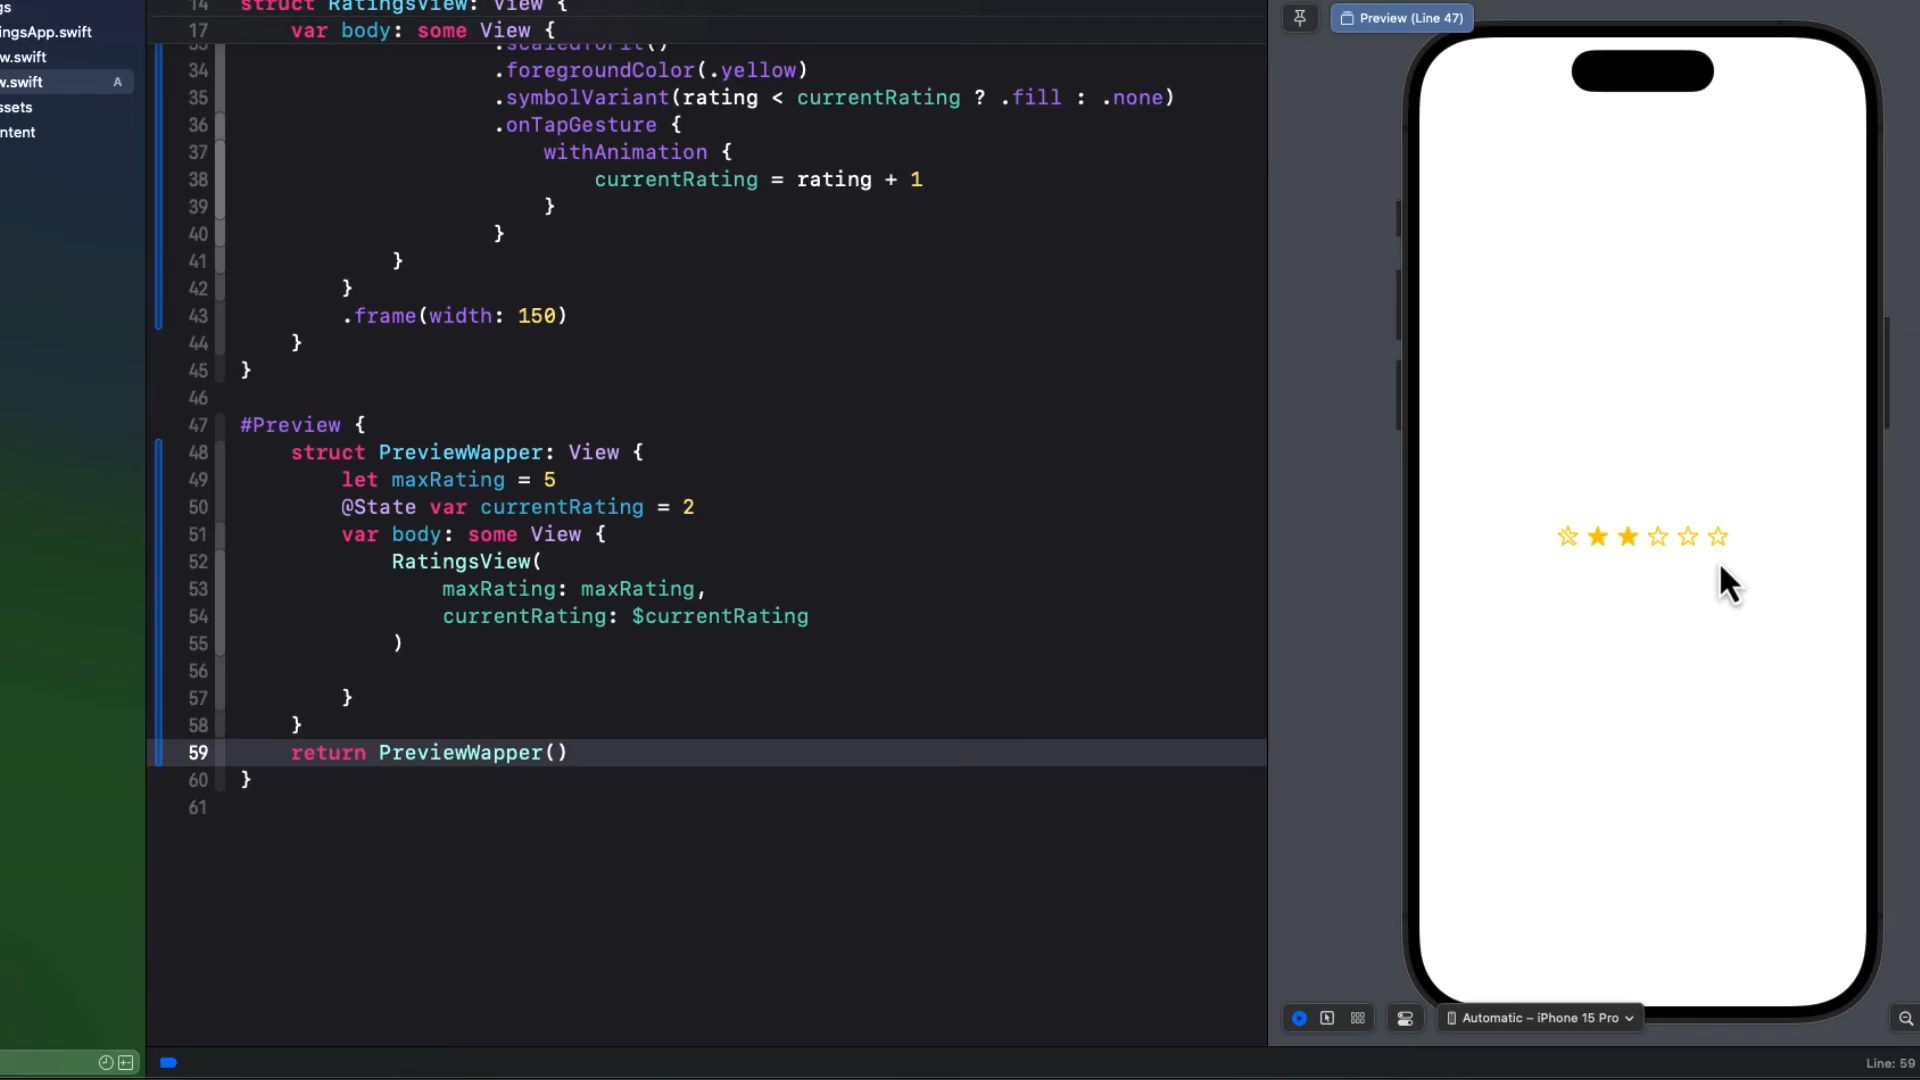 gs
ingsApp.swift
w.swift
w.swift A
ssets
ntent
14 struct RatingsView: View {
17 var body: some View {
33 .scaledToFit()
34 .foregroundColor(.yellow)
35 .symbolVariant(rating < currentRating ? .fill : .none)
36 .onTapGesture {
37 withAnimation {
38 currentRating = rating + 1
39 }
40 }
41 }
42 }
43 .frame(width: 150)
44 }
45 }
46
47 #Preview {
48 struct PreviewWapper: View {
49 let maxRating = 5
50 @State var currentRating = 2
51 var body: some View {
52 RatingsView(
53 maxRating: maxRating,
54 currentRating: $currentRating
55 )
56
57 }
58 }
59 return PreviewWapper()
60 }
61
Preview (Line 47)
Automatic – iPhone 15 Pro
Line: 59